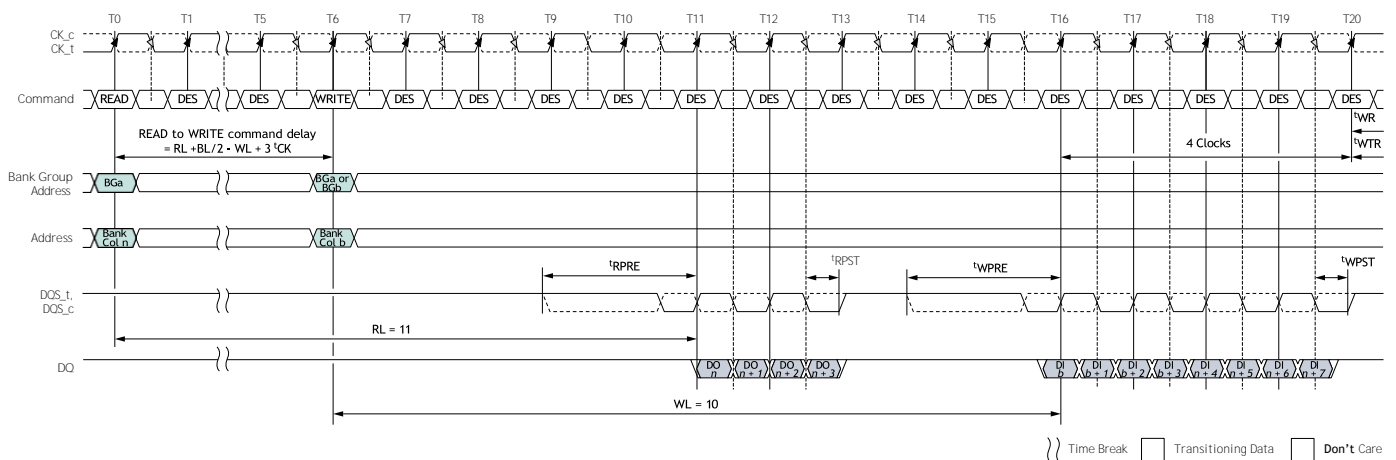 T0 T1 T5 T6 T7 T8 T9 T10 T11 T12 T13 T14 T15 T16 T17 T18 T19 T20
CK_c
CK_t
Command READ DES DES WRITE DES DES DES DES DES DES DES DES DES DES DES DES DES DES
tWR
READ to WRITE command delay
= RL +BL/2 - WL + 3 tCK
4 Clocks
tWTR
Bank Group
Address
BGa
BGa or
BGb
Address
Bank
Col n
Bank
Col b
tRPRE
tRPST
tWPRE
tWPST
DQS_t,
DQS_c
RL = 11
DQ
DO
n
DO
n + 1
DO
n + 2
DO
n + 3
DI
b
DI
b + 1
DI
b + 2
DI
b + 3
DI
n + 4
DI
n + 5
DI
n + 6
DI
n + 7
WL = 10
Time Break
Transitioning Data
Don't Care